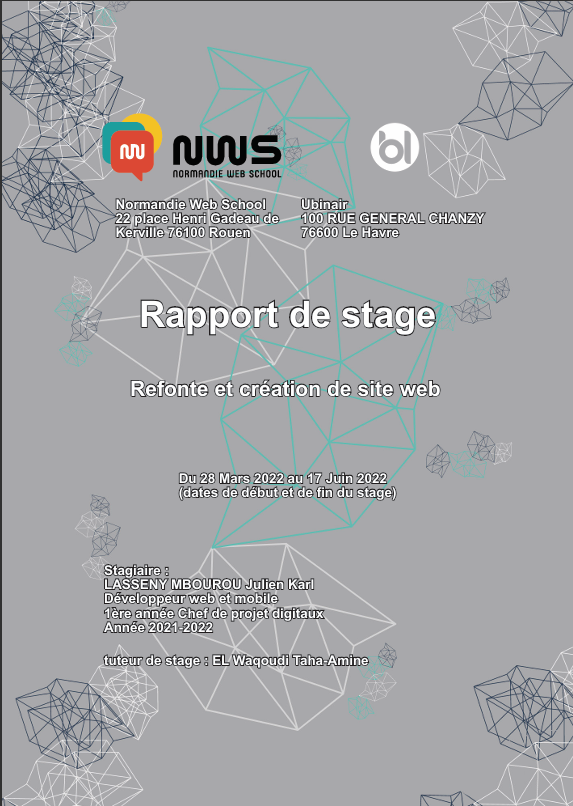 NWS
NORMANDIE WEB SCHOOL
bl
Normandie Web School
22 place Henri Gadeau de
Kerville 76100 Rouen
Ubinair
100 RUE GENERAL CHANZY
76600 Le Havre
Rapport de stage
Refonte et création de site web
Du 28 Mars 2022 au 17 Juin 2022
(dates de début et de fin du stage)
Stagiaire :
LASSENY MBOUROU Julien Karl
Développeur web et mobile
1ère année Chef de projet digitaux
Année 2021-2022
tuteur de stage : EL Waqoudi Taha-Amine